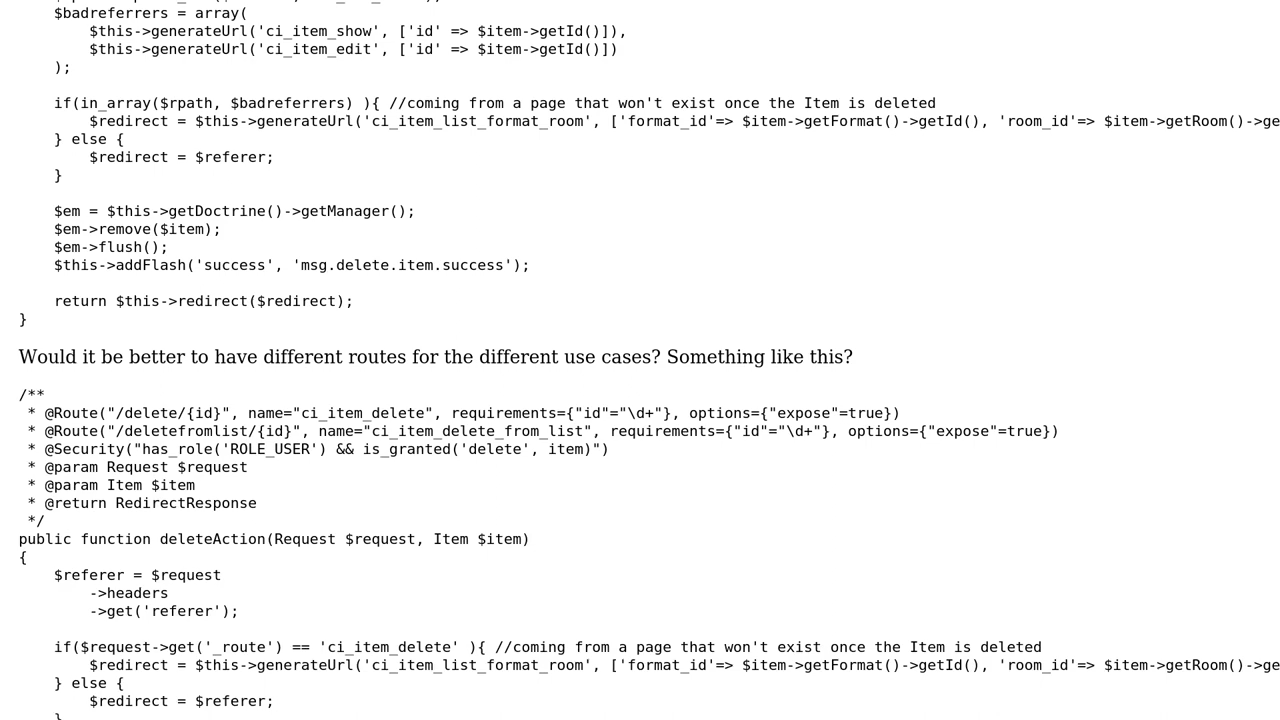 $badreferrers = array(
        $this->generateUrl('ci_item_show', ['id' => $item->getId()]),
        $this->generateUrl('ci_item_edit', ['id' => $item->getId()])
    );

    if(in_array($rpath, $badreferrers) ){ //coming from a page that won't exist once the Item is deleted
        $redirect = $this->generateUrl('ci_item_list_format_room', ['format_id'=> $item->getFormat()->getId(), 'room_id'=> $item->getRoom()->ge
    } else {
        $redirect = $referer;
    }

    $em = $this->getDoctrine()->getManager();
    $em->remove($item);
    $em->flush();
    $this->addFlash('success', 'msg.delete.item.success');

    return $this->redirect($redirect);
}
Would it be better to have different routes for the different use cases? Something like this?
/**
 * @Route("/delete/{id}", name="ci_item_delete", requirements={"id"="\d+"}, options={"expose"=true})
 * @Route("/deletefromlist/{id}", name="ci_item_delete_from_list", requirements={"id"="\d+"}, options={"expose"=true})
 * @Security("has_role('ROLE_USER') && is_granted('delete', item)")
 * @param Request $request
 * @param Item $item
 * @return RedirectResponse
 */
public function deleteAction(Request $request, Item $item)
{
    $referer = $request
        ->headers
        ->get('referer');

    if($request->get('_route') == 'ci_item_delete' ){ //coming from a page that won't exist once the Item is deleted
        $redirect = $this->generateUrl('ci_item_list_format_room', ['format_id'=> $item->getFormat()->getId(), 'room_id'=> $item->getRoom()->ge
    } else {
        $redirect = $referer;
    }